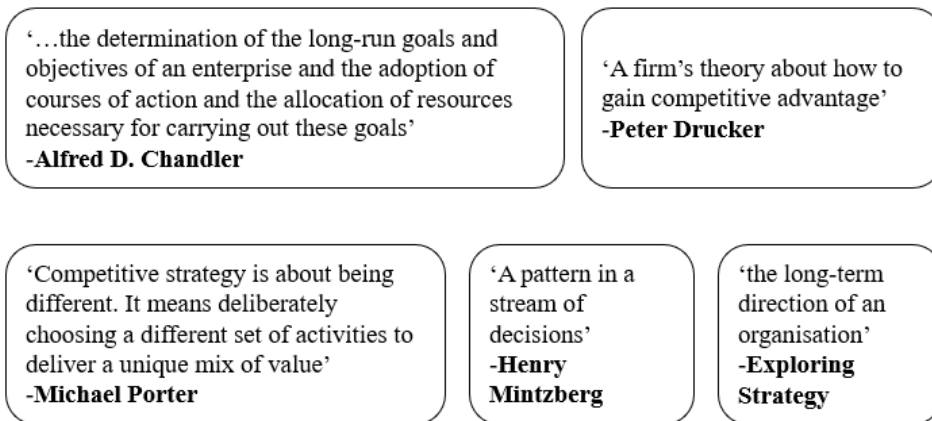 ‘…the determination of the long-run goals and
objectives of an enterprise and the adoption of
courses of action and the allocation of resources
necessary for carrying out these goals’
-Alfred D. Chandler
‘A firm’s theory about how to
gain competitive advantage’
-Peter Drucker
‘Competitive strategy is about being
different. It means deliberately
choosing a different set of activities to
deliver a unique mix of value’
-Michael Porter
‘A pattern in a
stream of
decisions’
-Henry
Mintzberg
‘the long-term
direction of an
organisation’
-Exploring
Strategy